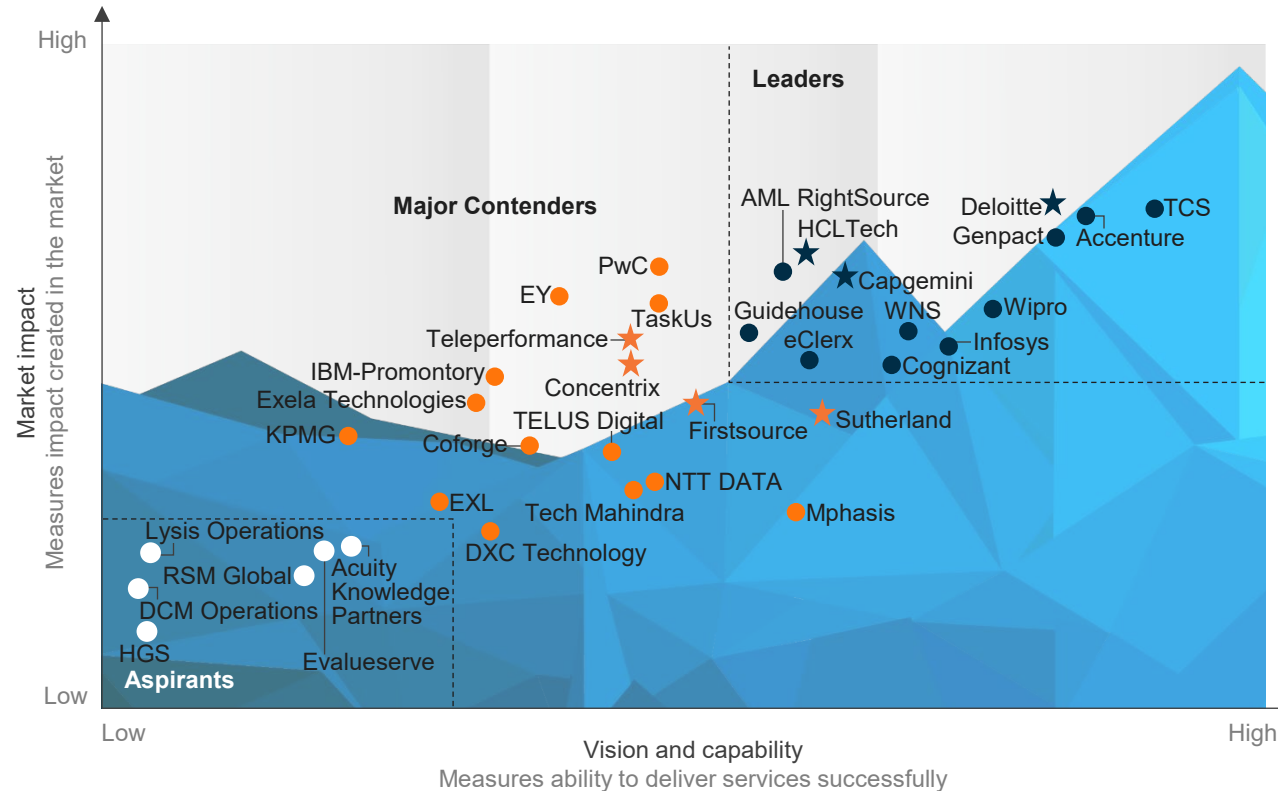 High
Leaders
AML RightSource
HCLTech
Deloitte
TCS
Major Contenders
Genpact
Accenture
PwC
Capgemini
EY
Guidehouse
WNS
Wipro
TaskUs
Teleperformance
eClerx
Infosys
Cognizant
IBM-Promontory
Concentrix
Exela Technologies
TELUS Digital
Sutherland
KPMG
Coforge
Firstsource
NTT DATA
EXL
Tech Mahindra
Mphasis
Lysis Operations
DXC Technology
RSM Global
Acuity
Knowledge
Partners
DCM Operations
HGS
Evalueserve
Aspirants
Low
Market impact
Measures impact created in the market
Low
High
Vision and capability
Measures ability to deliver services successfully